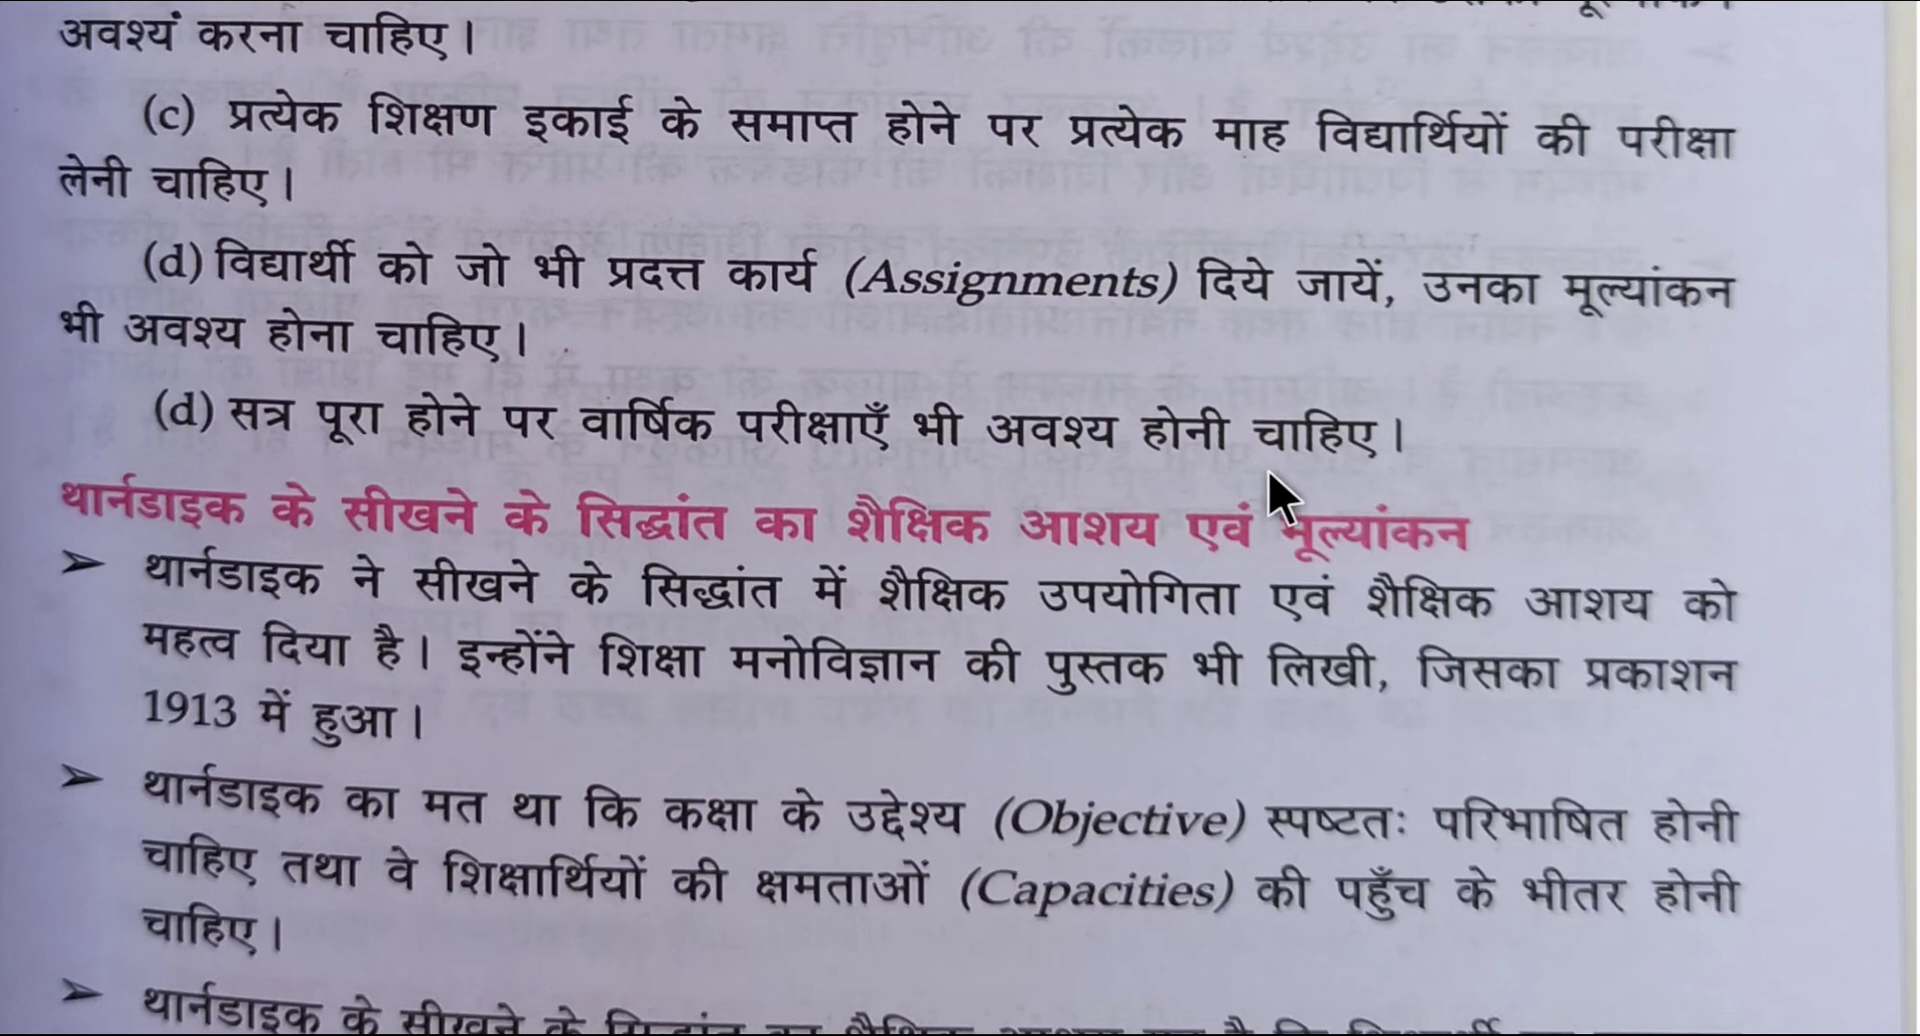 अवश्य करना चाहिए।
(c) प्रत्येक शिक्षण इकाई के समाप्त होने पर प्रत्येक माह विद्यार्थियों की परीक्षा
लेनी चाहिए।
(d) विद्यार्थी को जो भी प्रदत्त कार्य (Assignments) दिये जायें, उनका मूल्यांकन
भी अवश्य होना चाहिए।
(d) सत्र पूरा होने पर वार्षिक परीक्षाएँ भी अवश्य होनी चाहिए।
थार्नडाइक के सीखने के सिद्धांत का शैक्षिक आशय एवं मूल्यांकन
➢ थार्नडाइक ने सीखने के सिद्धांत में शैक्षिक उपयोगिता एवं शैक्षिक आशय को
महत्व दिया है। इन्होंने शिक्षा मनोविज्ञान की पुस्तक भी लिखी, जिसका प्रकाशन
1913 में हुआ।
➢ थार्नडाइक का मत था कि कक्षा के उद्देश्य (Objective) स्पष्टतः परिभाषित होनी
चाहिए तथा वे शिक्षार्थियों की क्षमताओं (Capacities) की पहुँच के भीतर होनी
चाहिए।
➢ थार्नडाइक के सीखने के सिद्धांत का शैक्षिक